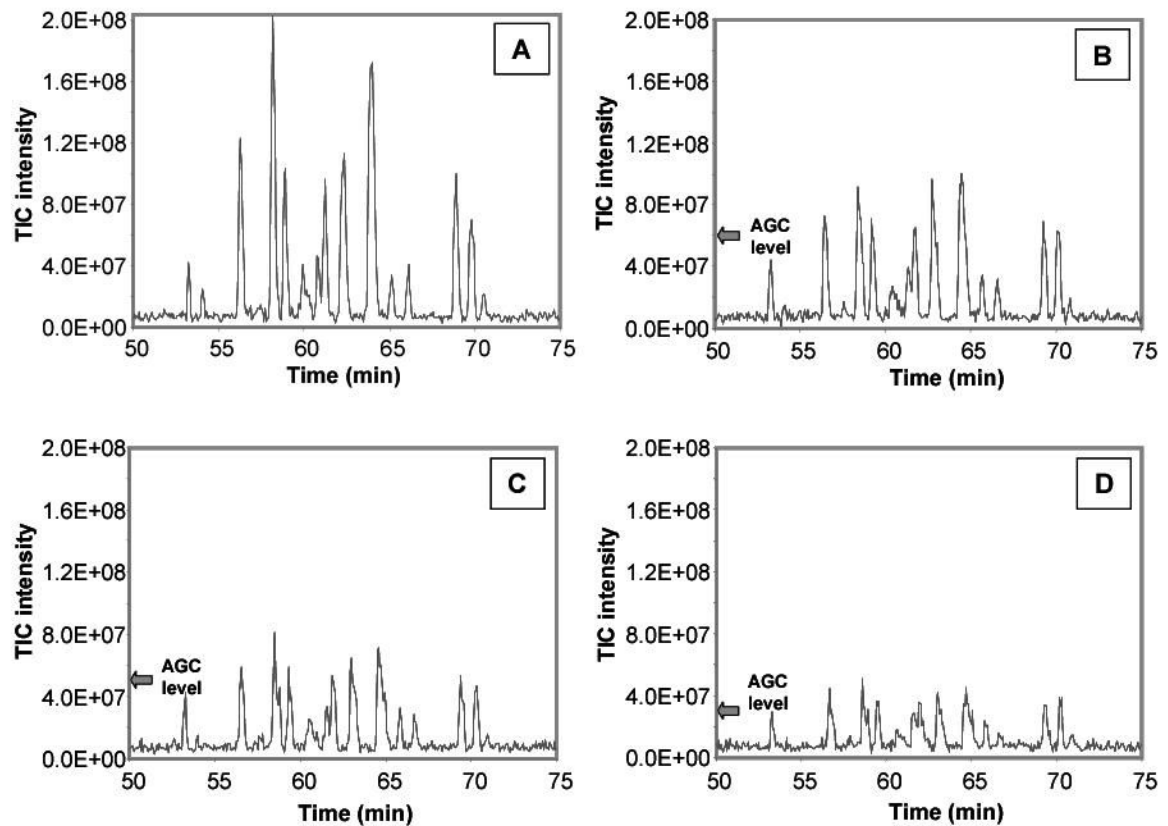 A
TIC intensity
2.0E+08
1.6E+08
1.2E+08
8.0E+07
4.0E+07
0.0E+00
50 55 60 65 70 75
Time (min)
B
TIC intensity
2.0E+08
1.6E+08
1.2E+08
8.0E+07
4.0E+07
0.0E+00
AGC
level
50 55 60 65 70 75
Time (min)
C
TIC intensity
2.0E+08
1.6E+08
1.2E+08
8.0E+07
4.0E+07
0.0E+00
AGC
level
50 55 60 65 70 75
Time (min)
D
TIC intensity
2.0E+08
1.6E+08
1.2E+08
8.0E+07
4.0E+07
0.0E+00
AGC
level
50 55 60 65 70 75
Time (min)